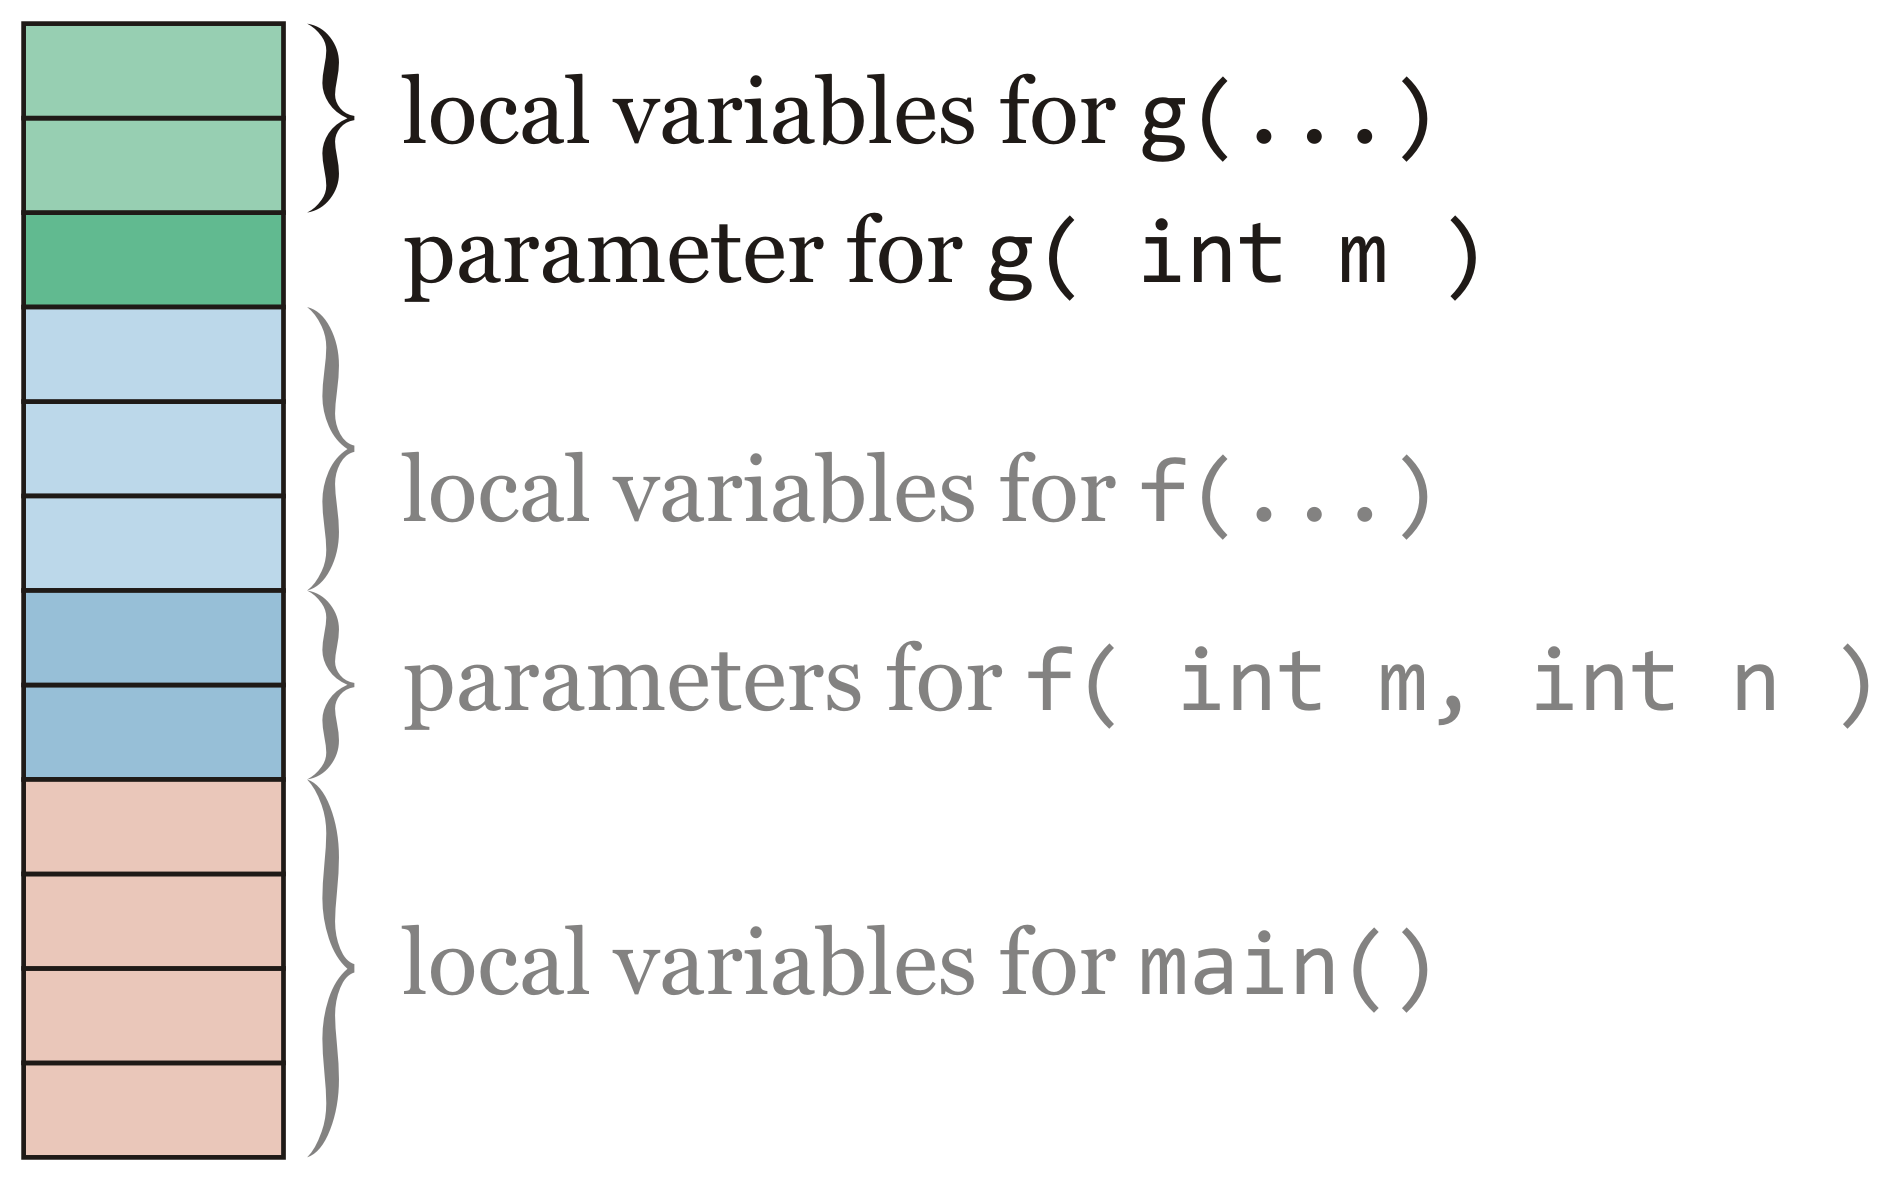 local variables for g(...)
parameter for g( int m )
local variables for f(...)
parameters for f( int m, int n )
local variables for main()